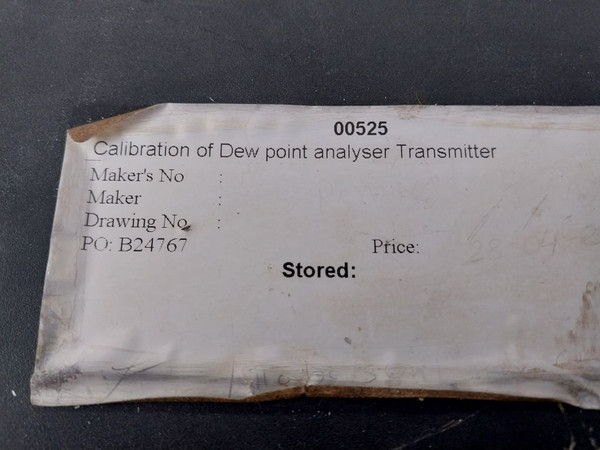 00525
Calibration of Dew point analyser Transmitter
Maker's No :
Maker :
Drawing No :
PO: B24767 Price:
Stored: